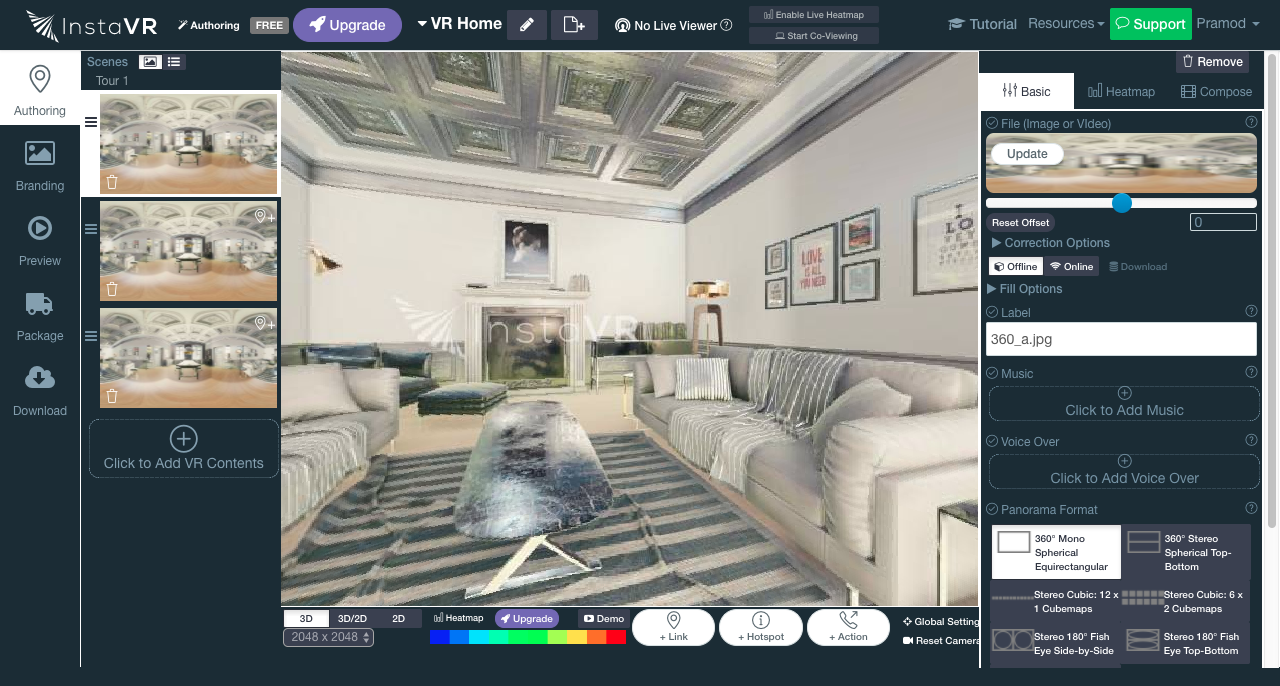 InstaVR
Authoring
FREE
Upgrade
VR Home
No Live Viewer
Enable Live Heatmap
Start Co-Viewing
Tutorial
Resources
Support
Pramod
Authoring
Branding
Preview
Package
Download
Scenes
Tour 1
Click to Add VR Contents
InstaVR
LOVE
IS ALL
YOU NEED
3D
3D/2D
2D
2048 x 2048
Heatmap
Upgrade
Demo
+ Link
+ Hotspot
+ Action
Global Setting
Reset Camera
Remove
Basic
Heatmap
Compose
File (Image or VIdeo)
Update
Reset Offset
0
Correction Options
Offline
Online
Download
Fill Options
Label
360_a.jpg
Music
Click to Add Music
Voice Over
Click to Add Voice Over
Panorama Format
360° Mono
Spherical
Equirectangular
360° Stereo
Spherical Top-
Bottom
Stereo Cubic: 12 x
1 Cubemaps
Stereo Cubic: 6 x
2 Cubemaps
Stereo 180° Fish
Eye Side-by-Side
Stereo 180° Fish
Eye Top-Bottom